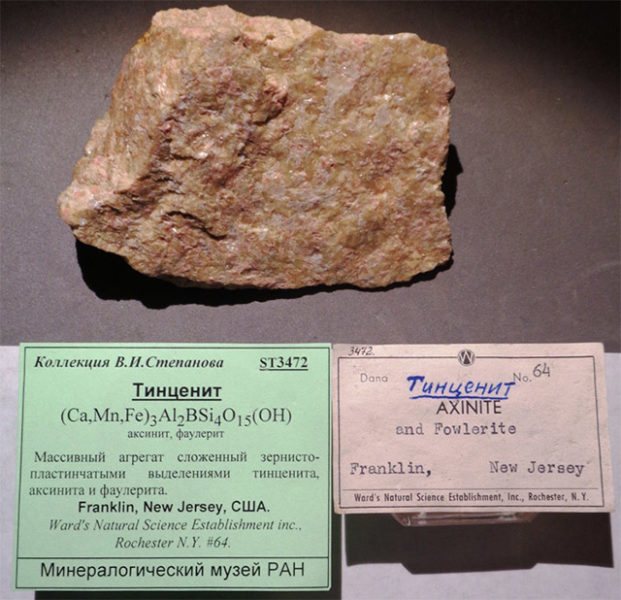 Коллекция В.И.Степанова ST3472
Тинценит
(Ca,Mn,Fe)3Al2BSi4O15(OH)
аксинит, фаулерит
Массивный агрегат сложенный зернисто-
пластинчатыми выделениями тинценита,
аксинита и фаулерита.
Franklin, New Jersey, США.
Ward's Natural Science Establishment inc.,
Rochester N.Y. #64.
Минералогический музей РАН
3472.
W
Dana Тинценит No. 64
AXINITE
and Fowlerite
Franklin, New Jersey
Ward's Natural Science Establishment, Inc., Rochester, N. Y.